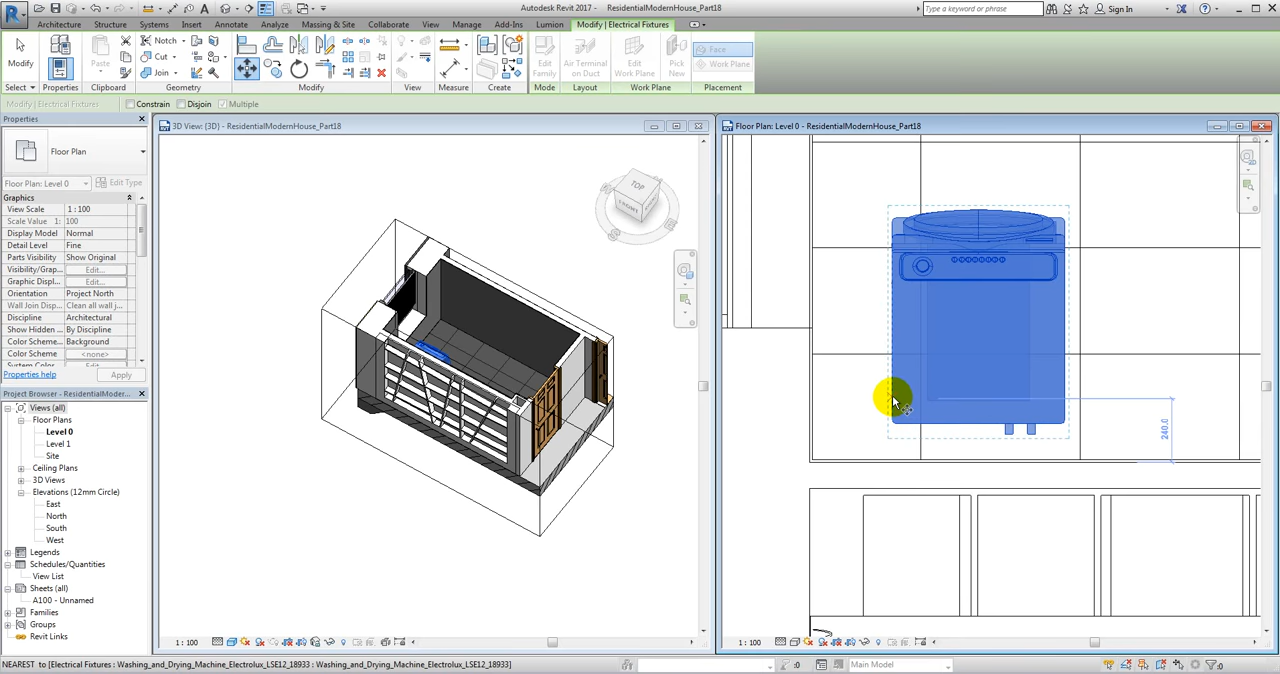 Autodesk Revit 2017 - ResidentialModernHouse_Part18
Type a keyword or phrase
Sign In
Architecture Structure Systems Insert Annotate Analyze Massing & Site Collaborate View Manage Add-Ins Lumion Modify | Electrical Fixtures
Modify
Paste
Notch
Cut
Join
Edit Family
Air Terminal on Duct
Edit Work Plane
Pick New
Face
Work Plane
Select Properties Clipboard Geometry Modify View Measure Create Mode Layout Work Plane Placement
Modify | Electrical Fixtures Constrain Disjoin Multiple
Properties
Floor Plan
Floor Plan: Level 0 Edit Type
Graphics
View Scale 1 : 100
Scale Value 1: 100
Display Model Normal
Detail Level Fine
Parts Visibility Show Original
Visibility/Grap... Edit...
Graphic Displ... Edit...
Orientation Project North
Wall Join Disp... Clean all wall j...
Discipline Architectural
Show Hidden ... By Discipline
Color Scheme ... Background
Color Scheme <none>
System Color ... Edit...
Properties help Apply
Project Browser - ResidentialModer...
Views (all)
Floor Plans
Level 0
Level 1
Site
Ceiling Plans
3D Views
Elevations (12mm Circle)
East
North
South
West
Legends
Schedules/Quantities
View List
Sheets (all)
A100 - Unnamed
Families
Groups
Revit Links
3D View: {3D} - ResidentialModernHouse_Part18
TOP
FRONT
1 : 100
Floor Plan: Level 0 - ResidentialModernHouse_Part18
240.0
1 : 100
NEAREST to [Electrical Fixtures : Washing_and_Drying_Machine_Electrolux_LSE12_18933 : Washing_and_Drying_Machine_Electrolux_LSE12_18933]
:0
Main Model
:0